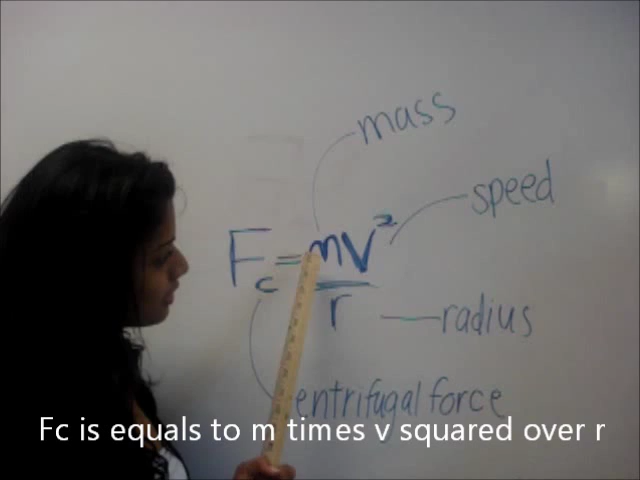 mass
speed
Fc = mv²
r
radius
entrifugal force
Fc is equals to m times v squared over r